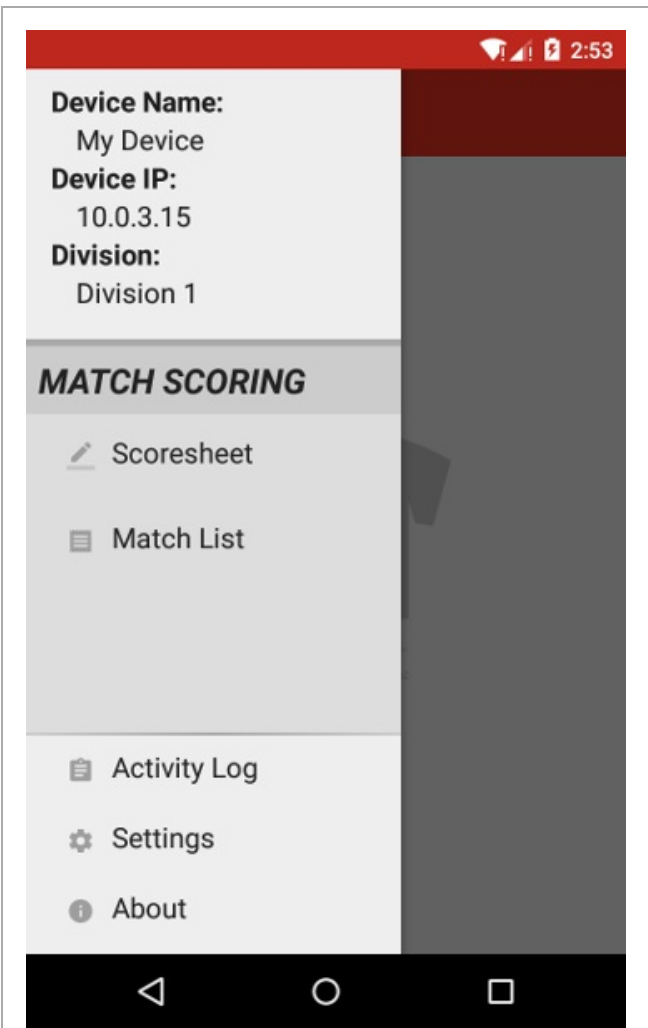 2:53
Device Name:
My Device
Device IP:
10.0.3.15
Division:
Division 1
MATCH SCORING
Scoresheet
Match List
Activity Log
Settings
About